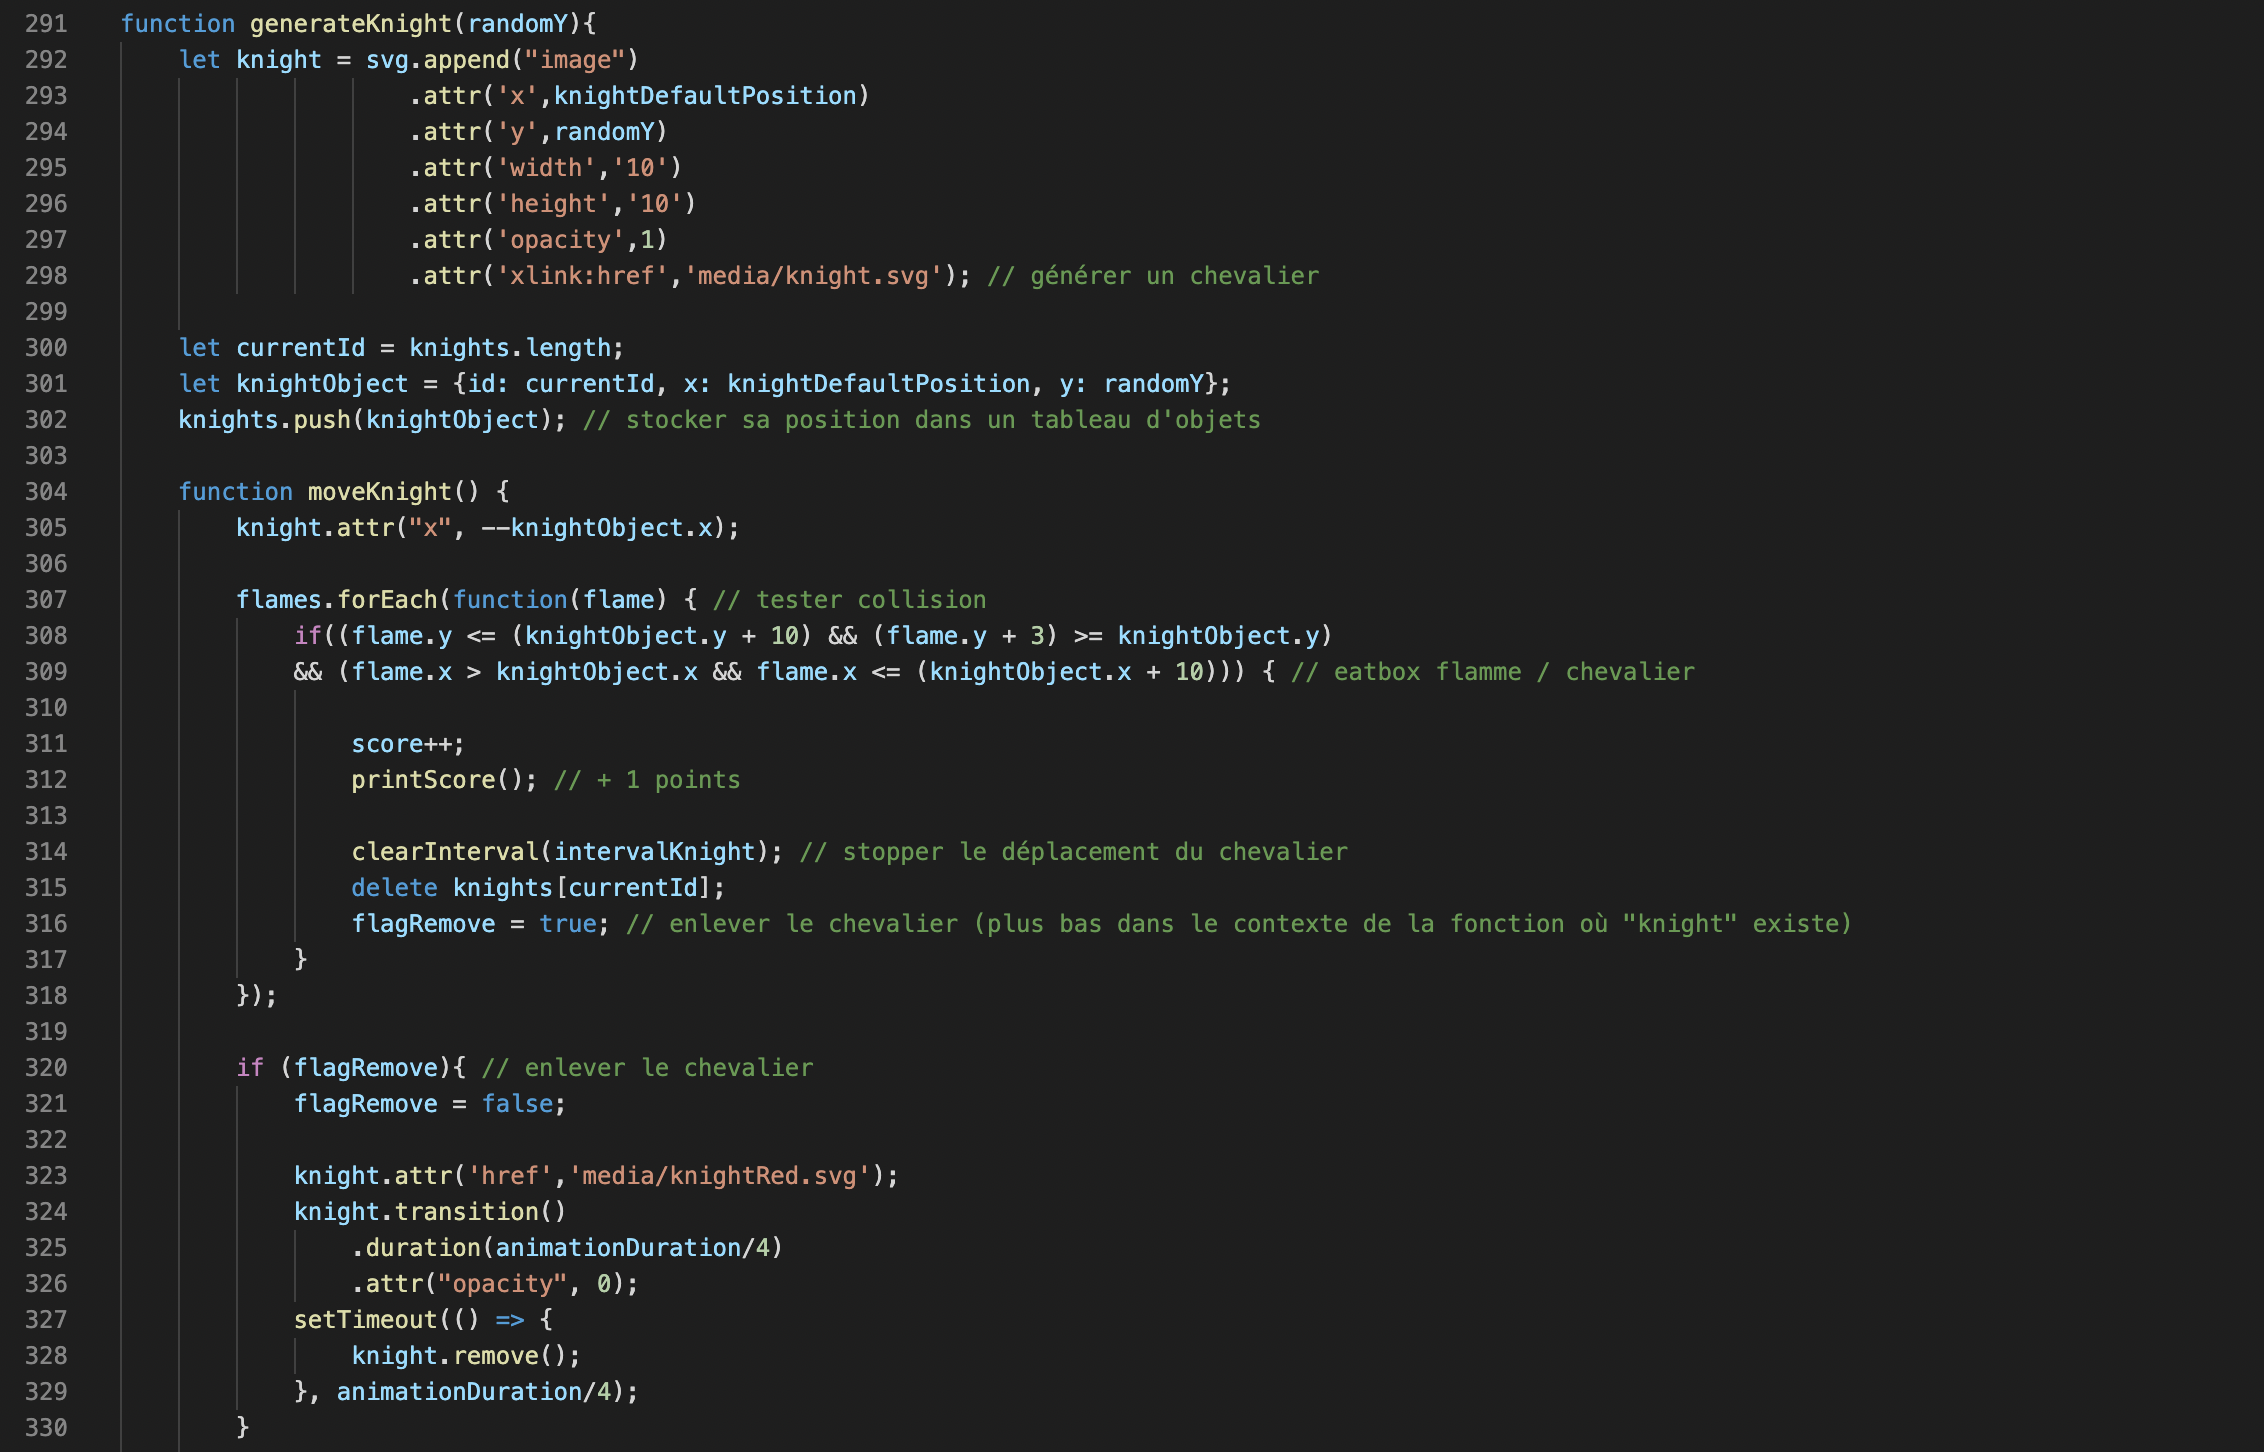 291 function generateKnight(randomY){
292 let knight = svg.append("image")
293 .attr('x',knightDefaultPosition)
294 .attr('y',randomY)
295 .attr('width','10')
296 .attr('height','10')
297 .attr('opacity',1)
298 .attr('xlink:href','media/knight.svg'); // générer un chevalier
299
300 let currentId = knights.length;
301 let knightObject = {id: currentId, x: knightDefaultPosition, y: randomY};
302 knights.push(knightObject); // stocker sa position dans un tableau d'objets
303
304 function moveKnight() {
305 knight.attr("x", --knightObject.x);
306
307 flames.forEach(function(flame) { // tester collision
308 if((flame.y <= (knightObject.y + 10) && (flame.y + 3) >= knightObject.y)
309 && (flame.x > knightObject.x && flame.x <= (knightObject.x + 10))) { // eatbox flamme / chevalier
310
311 score++;
312 printScore(); // + 1 points
313
314 clearInterval(intervalKnight); // stopper le déplacement du chevalier
315 delete knights[currentId];
316 flagRemove = true; // enlever le chevalier (plus bas dans le contexte de la fonction où "knight" existe)
317 }
318 });
319
320 if (flagRemove){ // enlever le chevalier
321 flagRemove = false;
322
323 knight.attr('href','media/knightRed.svg');
324 knight.transition()
325 .duration(animationDuration/4)
326 .attr("opacity", 0);
327 setTimeout(() => {
328 knight.remove();
329 }, animationDuration/4);
330 }